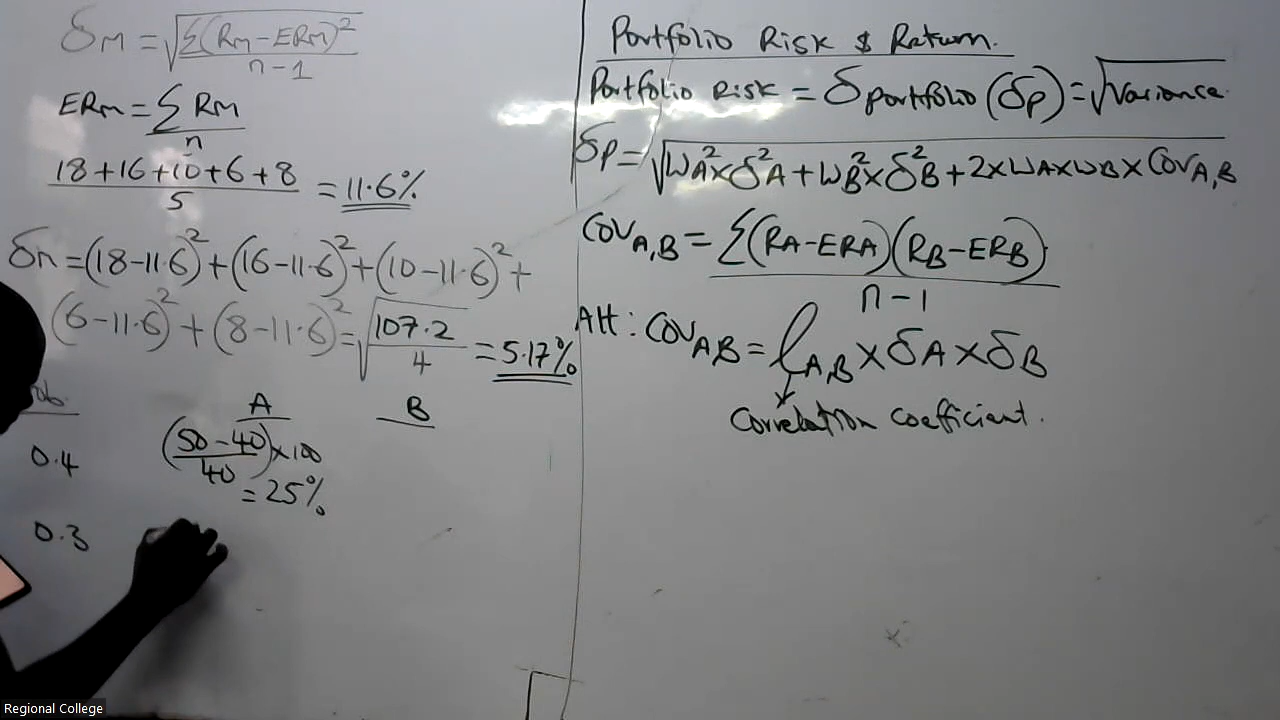 δM = √Σ(RM-ERM)²
n-1
ERM = Σ RM
n
18+16+10+6+8 = 11.6%
5
δM = (18-11.6)² + (16-11.6)² + (10-11.6)² +
(6-11.6)² + (8-11.6)² = √107.2 = 5.17%
4
A B
0.4 (50-40)×100
40
= 25%
0.3
Portfolio Risk $ Return.
Portfolio Risk = δportfolio (δp) = √Variance
δp = √WA²×δ²A + WB²×δ²B + 2×WA×WB×COVA,B
COVA,B = Σ(RA-ERA)(RB-ERB)
n-1
Alt: COVA,B = ℓA,B × δA × δB
Correlation coefficient.
Regional College